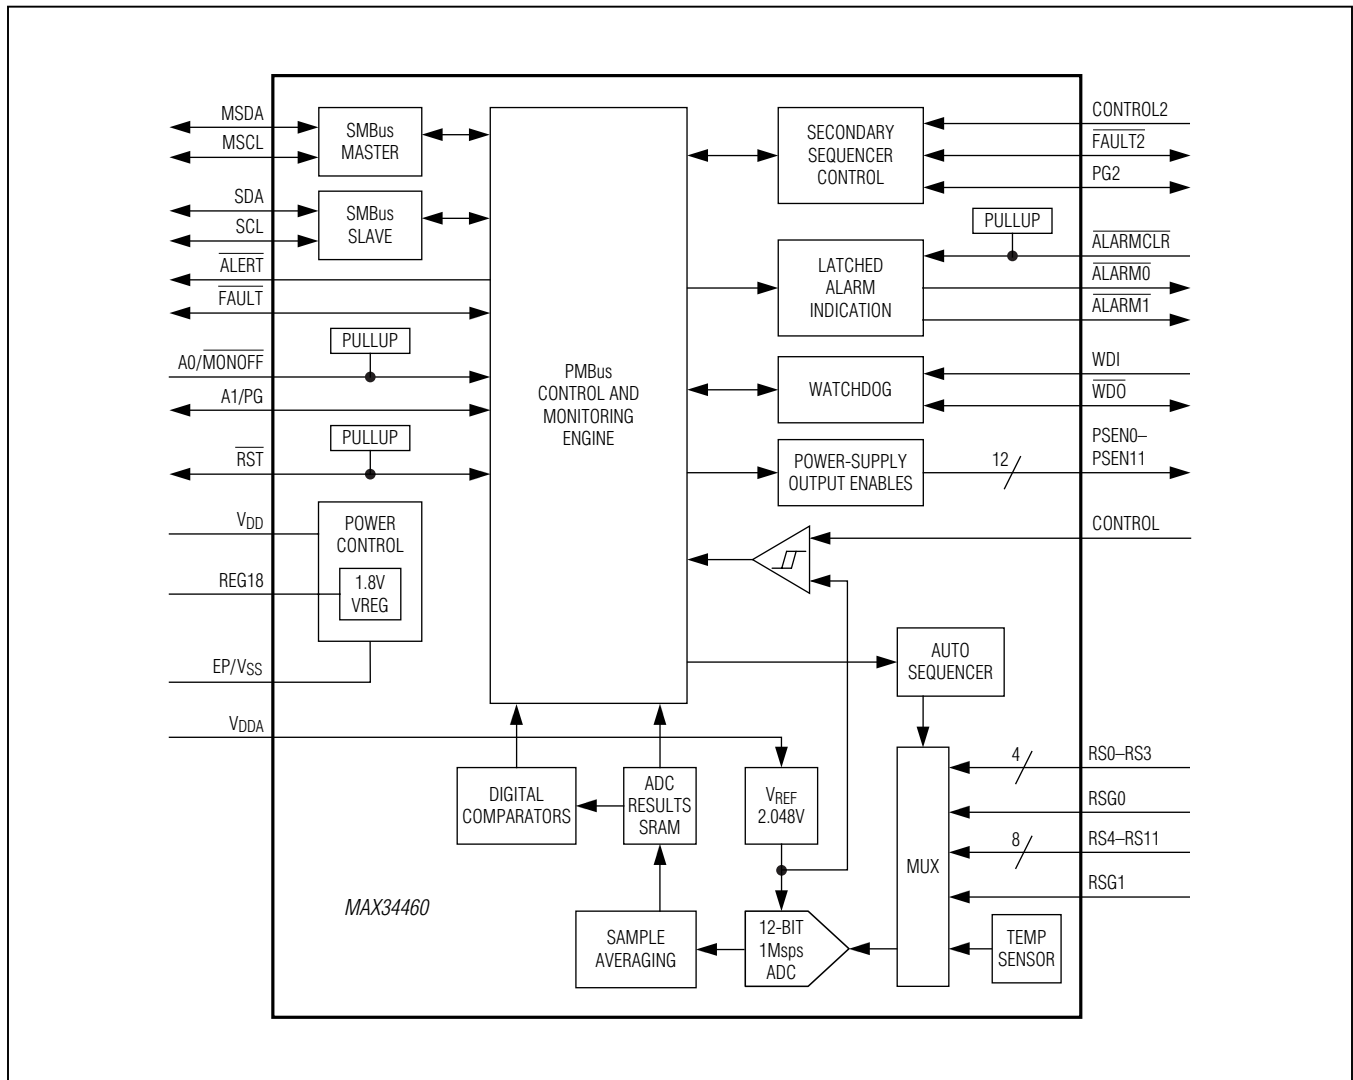 MSDA
MSCL
SDA
SCL
ALERT
FAULT
A0/MONOFF
A1/PG
RST
VDD
REG18
EP/VSS
VDDA
SMBus
MASTER
SMBus
SLAVE
PULLUP
PULLUP
POWER
CONTROL
1.8V
VREG
PMBus
CONTROL AND
MONITORING
ENGINE
SECONDARY
SEQUENCER
CONTROL
PULLUP
LATCHED
ALARM
INDICATION
WATCHDOG
POWER-SUPPLY
OUTPUT ENABLES
12
CONTROL2
FAULT2
PG2
ALARMCLR
ALARM0
ALARM1
WDI
WDO
PSEN0–
PSEN11
CONTROL
AUTO
SEQUENCER
DIGITAL
COMPARATORS
ADC
RESULTS
SRAM
VREF
2.048V
MUX
4
RS0–RS3
RSG0
8
RS4–RS11
RSG1
MAX34460
SAMPLE
AVERAGING
12-BIT
1Msps
ADC
TEMP
SENSOR